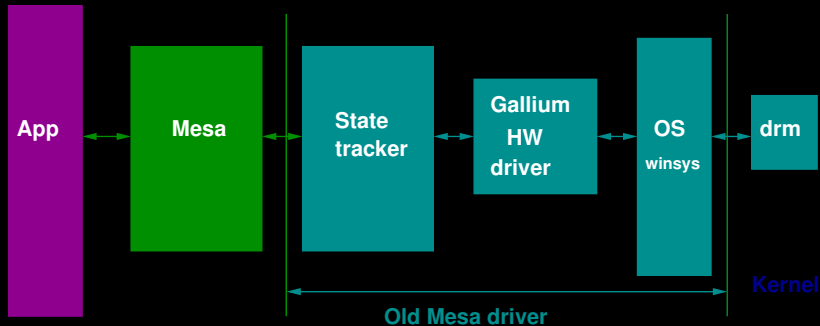 App
Mesa
State
tracker
Gallium
HW
driver
OS
winsys
drm
Kernel
Old Mesa driver